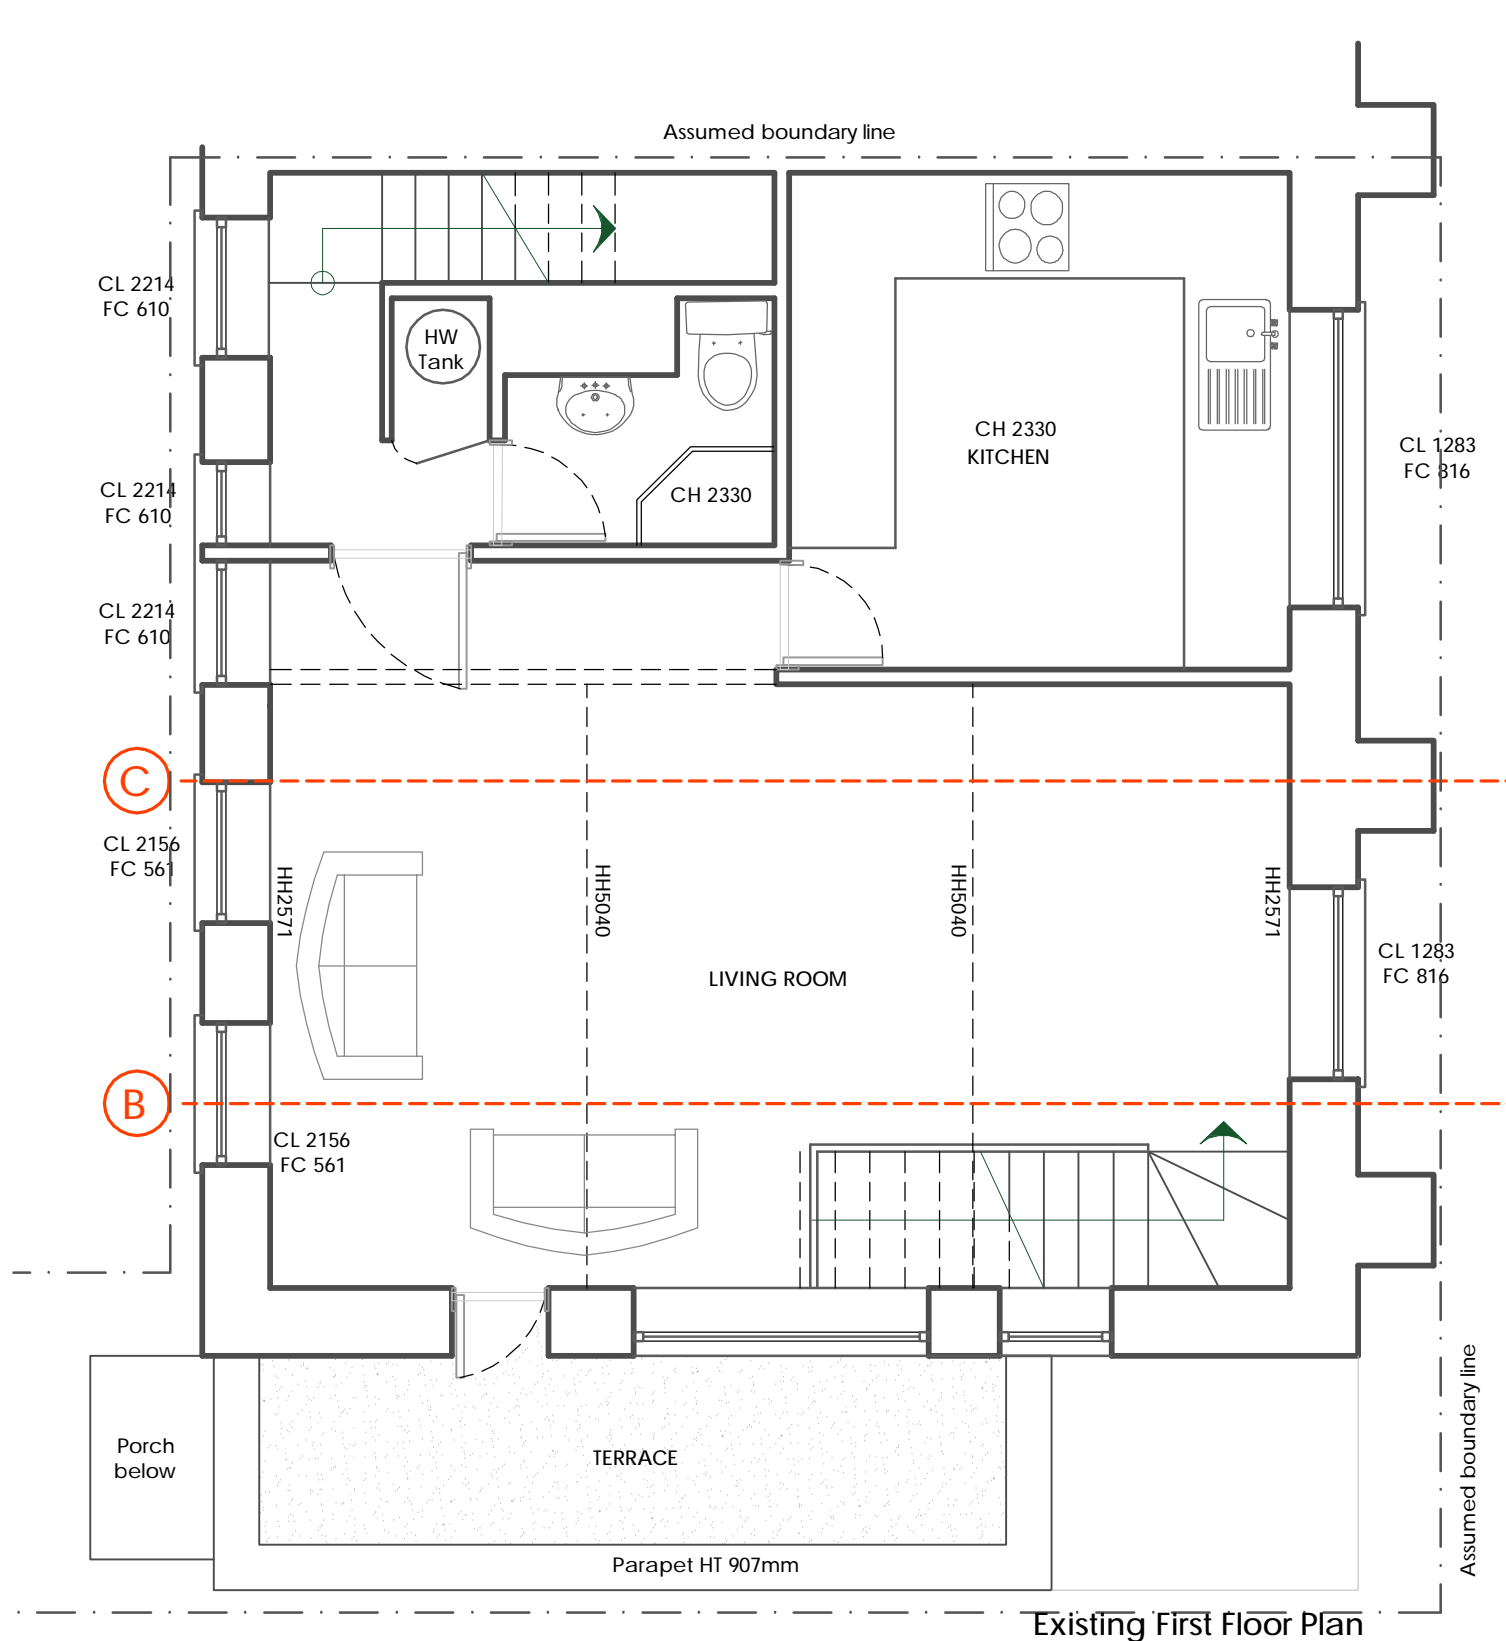 Assumed boundary line
CL 2214
FC 610
HW
Tank
CH 2330
KITCHEN
CL 1283
FC 816
CL 2214
FC 610
CH 2330
CL 2214
FC 610
C
CL 2156
FC 561
HH2571
HH5040
HH5040
HH2571
LIVING ROOM
CL 1283
FC 816
B
CL 2156
FC 561
Porch
below
TERRACE
Assumed boundary line
Parapet HT 907mm
Existing First Floor Plan